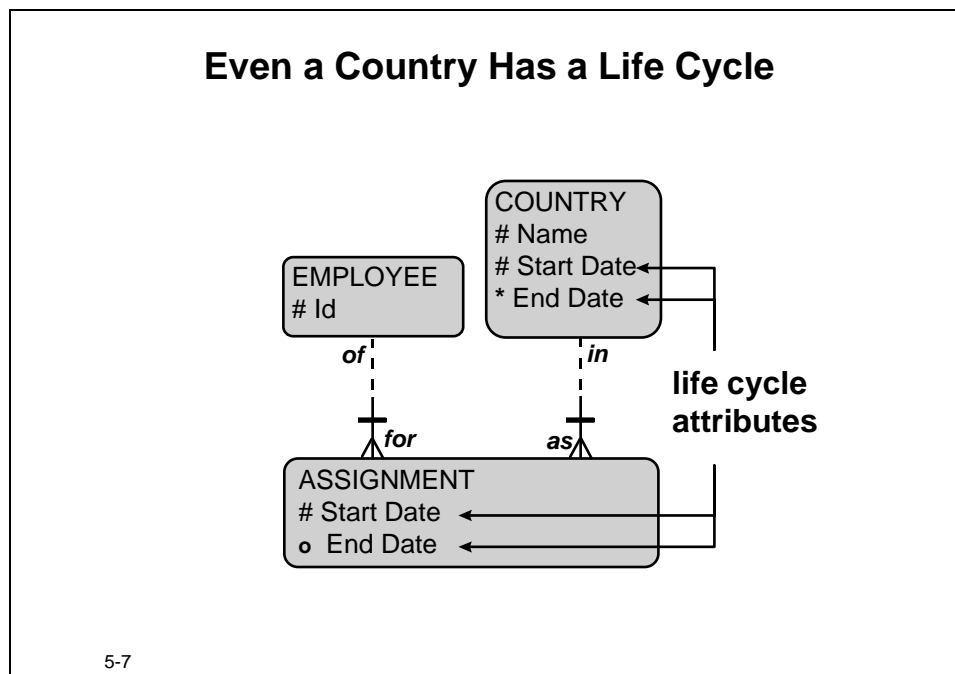 Even a Country Has a Life Cycle
COUNTRY
# Name
# Start Date
* End Date
EMPLOYEE
# Id
of
in
life cycle
attributes
for
as
ASSIGNMENT
# Start Date
o End Date
5-7